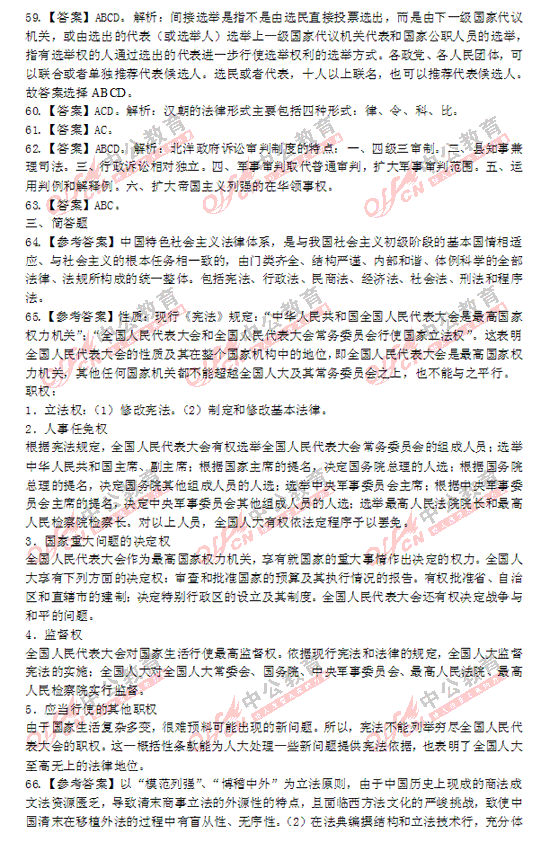 59.【答案】ABCD。解析：间接选举是指不是由选民直接投票选出，而是由下一级国家代议
机关，或由选出的代表（或选举人）选举上一级国家代议机关代表和国家公职人员的选举，
指有选举权的人通过选出的代表进一步行使选举权利的选举方式。各政党、各人民团体，可
以联合或者单独推荐代表候选人。选民或者代表，十人以上联名，也可以推荐代表候选人。
故答案选择 ABCD。
60.【答案】ACD。解析：汉朝的法律形式主要包括四种形式：律、令、科、比。
61.【答案】AC。
62.【答案】ABCD。解析：北洋政府诉讼审判制度的特点：一、四级三审制。二、县知事兼
理司法。三、行政诉讼相对独立。四、军事审判取代普通审判，扩大军事审判范围。五、运
用判例和解释例。六、扩大帝国主义列强的在华领事权。
63.【答案】ABC。
三、简答题
64.【参考答案】中国特色社会主义法律体系，是与我国社会主义初级阶段的基本国情相适
应、与社会主义的根本任务相一致的，由门类齐全、结构严谨、内部和谐、体例科学的全部
法律、法规所构成的统一整体。包括宪法、行政法、民商法、经济法、社会法、刑法和程序
法。
65.【参考答案】性质：现行《宪法》规定：“中华人民共和国全国人民代表大会是最高国家
权力机关”；“全国人民代表大会和全国人民代表大会常务委员会行使国家立法权”。这表明
全国人民代表大会的性质及其在整个国家机构中的地位，即全国人民代表大会是最高国家权
力机关，其他任何国家机关都不能超越全国人大及其常务委员会之上，也不能与之平行。
职权：
1．立法权：（1）修改宪法。（2）制定和修改基本法律。
2．人事任免权
根据宪法规定，全国人民代表大会有权选举全国人民代表大会常务委员会的组成人员；选举
中华人民共和国主席、副主席；根据国家主席的提名，决定国务院总理的人选；根据国务院
总理的提名，决定国务院其他组成人员的人选；选举中央军事委员会主席；根据中央军事委
员会主席的提名，决定中央军事委员会其他组成人员的人选；选举最高人民法院院长和最高
人民检察院检察长。对以上人员，全国人大有权依法定程序予以罢免。
3．国家重大问题的决定权
全国人民代表大会作为最高国家权力机关，享有就国家的重大事情作出决定的权力。全国人
大享有下列方面的决定权：审查和批准国家的预算及其执行情况的报告。有权批准省、自治
区和直辖市的建制；决定特别行政区的设立及其制度。全国人民代表大会还有权决定战争与
和平的问题。
4．监督权
全国人民代表大会对国家生活行使最高监督权。依据现行宪法和法律的规定，全国人大监督
宪法的实施；全国人大对全国人大常委会、国务院、中央军事委员会、最高人民法院、最高
人民检察院实行监督。
5．应当行使的其他职权
由于国家生活复杂多变，很难预料可能出现的新问题。所以，宪法不能列举穷尽全国人民代
表大会的职权。这一概括性条款能为人大处理一些新问题提供宪法依据，也表明了全国人大
至高无上的法律地位。
66.【参考答案】以“模范列强”、“博稽中外”为立法原则，由于中国历史上现成的商法成
文法资源匮乏，导致清末商事立法的外源性的特点，且面临西方法文化的严峻挑战，致使中
国清末在移植外法的过程中有盲从性、无序性；（2）在法典编撰结构和立法技术行，充分体